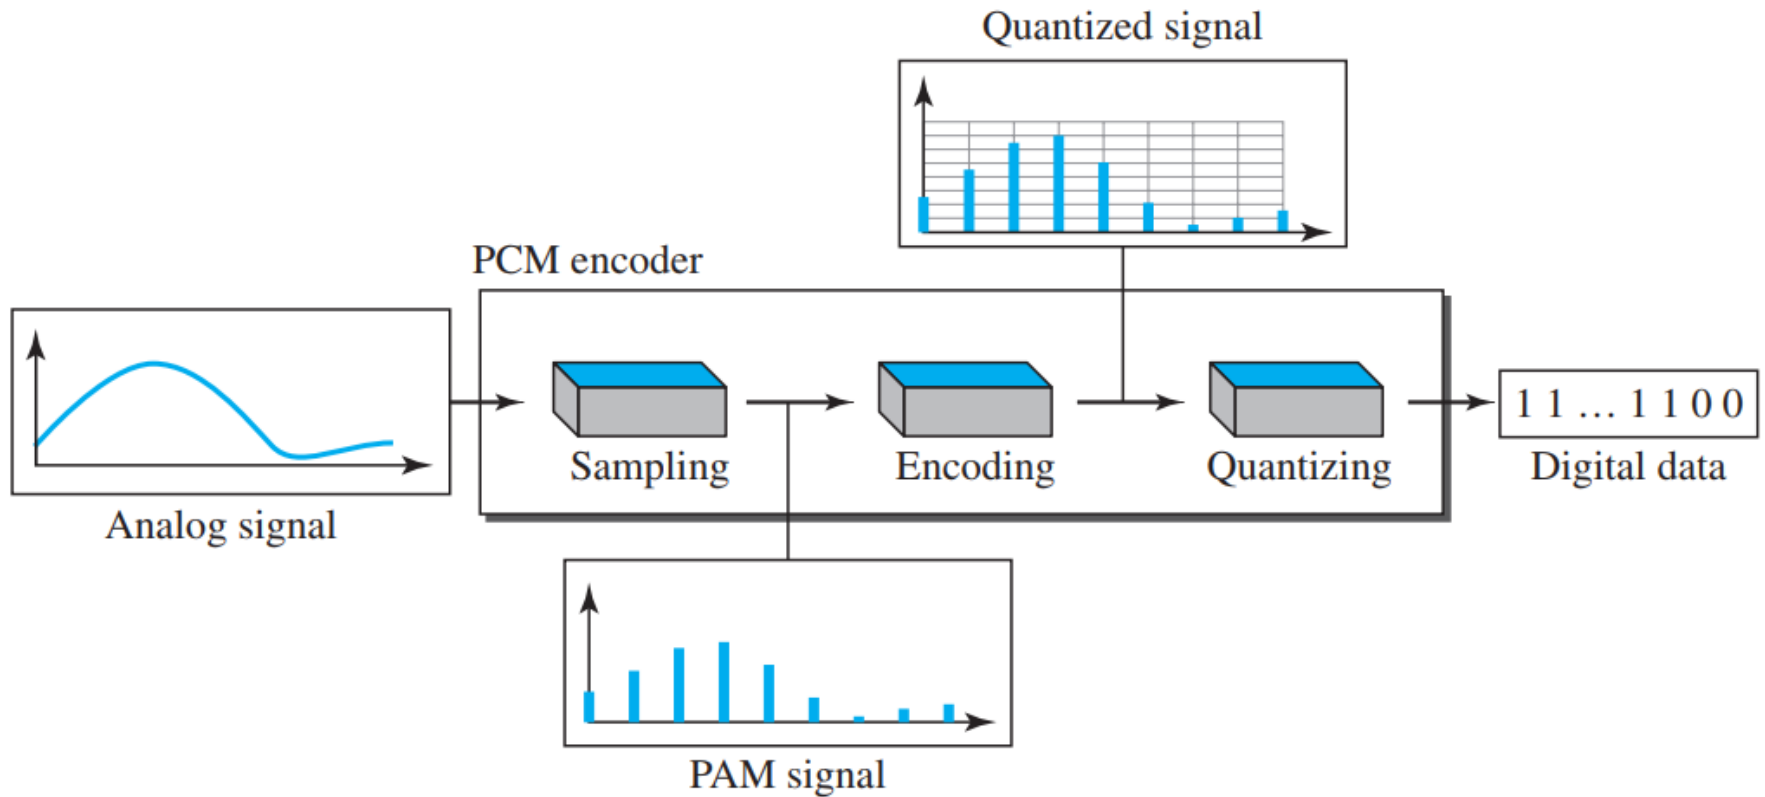 Quantized signal
PCM encoder
Sampling
Encoding
Quantizing
1 1 ... 1 1 0 0
Digital data
Analog signal
PAM signal